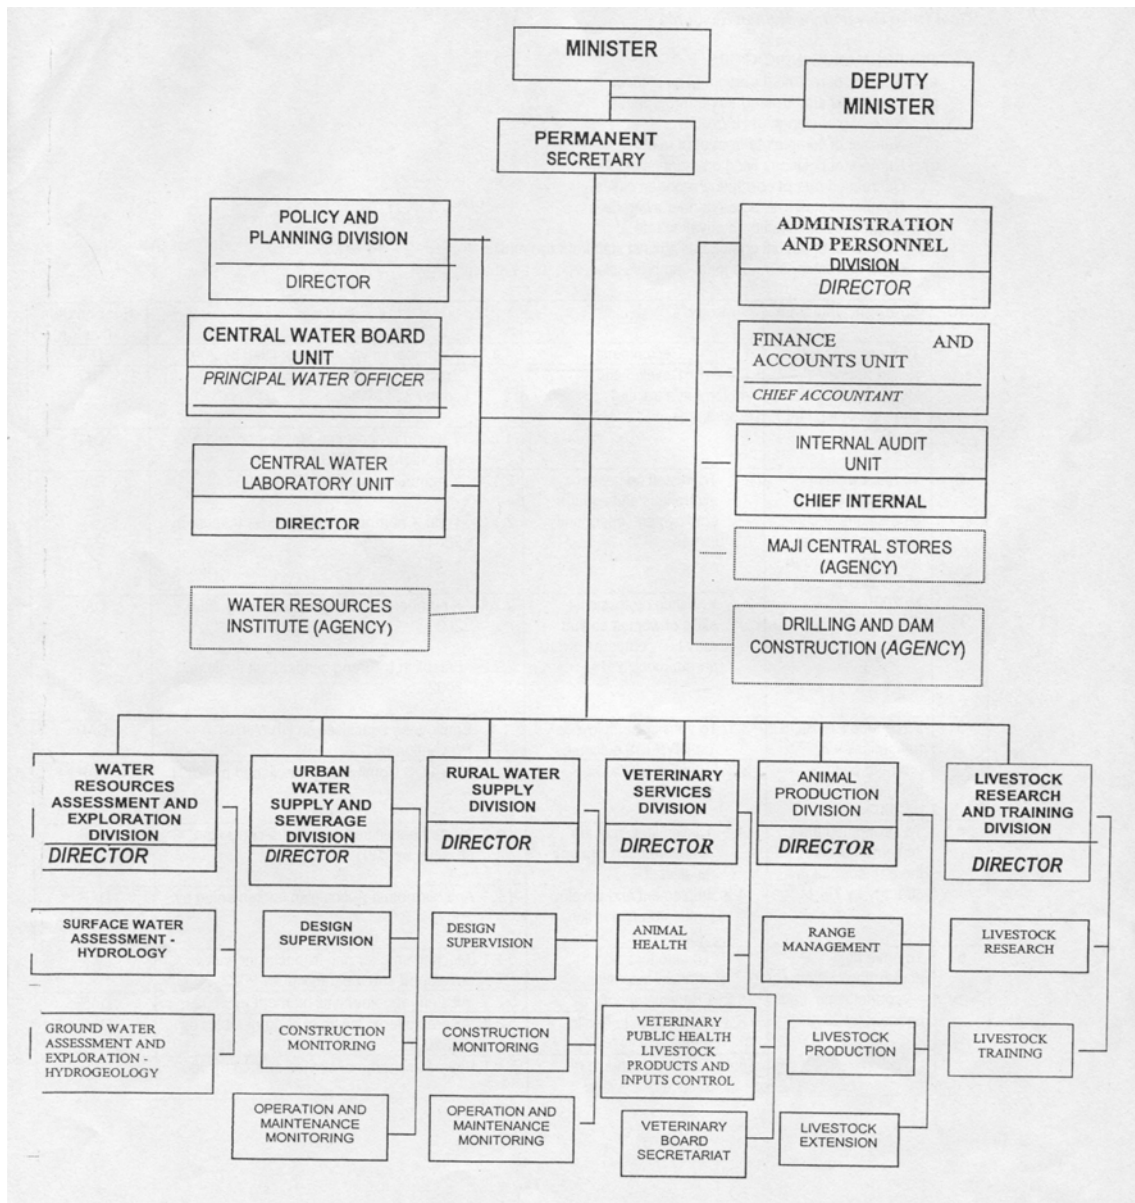 MINISTER
DEPUTY
MINISTER
PERMANENT
SECRETARY
POLICY AND
PLANNING DIVISION
DIRECTOR
CENTRAL WATER BOARD
UNIT
PRINCIPAL WATER OFFICER
CENTRAL WATER
LABORATORY UNIT
DIRECTOR
WATER RESOURCES
INSTITUTE (AGENCY)
ADMINISTRATION
AND PERSONNEL
DIVISION
DIRECTOR
FINANCE AND
ACCOUNTS UNIT
CHIEF ACCOUNTANT
INTERNAL AUDIT
UNIT
CHIEF INTERNAL
MAJI CENTRAL STORES
(AGENCY)
DRILLING AND DAM
CONSTRUCTION (AGENCY)
WATER
RESOURCES
ASSESSMENT AND
EXPLORATION
DIVISION
DIRECTOR
SURFACE WATER
ASSESSMENT -
HYDROLOGY
GROUND WATER
ASSESSMENT AND
EXPLORATION -
HYDROGEOLOGY
URBAN
WATER
SUPPLY AND
SEWERAGE
DIVISION
DIRECTOR
DESIGN
SUPERVISION
CONSTRUCTION
MONITORING
OPERATION AND
MAINTENANCE
MONITORING
RURAL WATER
SUPPLY
DIVISION
DIRECTOR
DESIGN
SUPERVISION
CONSTRUCTION
MONITORING
OPERATION AND
MAINTENANCE
MONITORING
VETERINARY
SERVICES
DIVISION
DIRECTOR
ANIMAL
HEALTH
VETERINARY
PUBLIC HEALTH
LIVESTOCK
PRODUCTS AND
INPUTS CONTROL
VETERINARY
BOARD
SECRETARIAT
ANIMAL
PRODUCTION
DIVISION
DIRECTOR
RANGE
MANAGEMENT
LIVESTOCK
PRODUCTION
LIVESTOCK
EXTENSION
LIVESTOCK
RESEARCH
AND TRAINING
DIVISION
DIRECTOR
LIVESTOCK
RESEARCH
LIVESTOCK
TRAINING